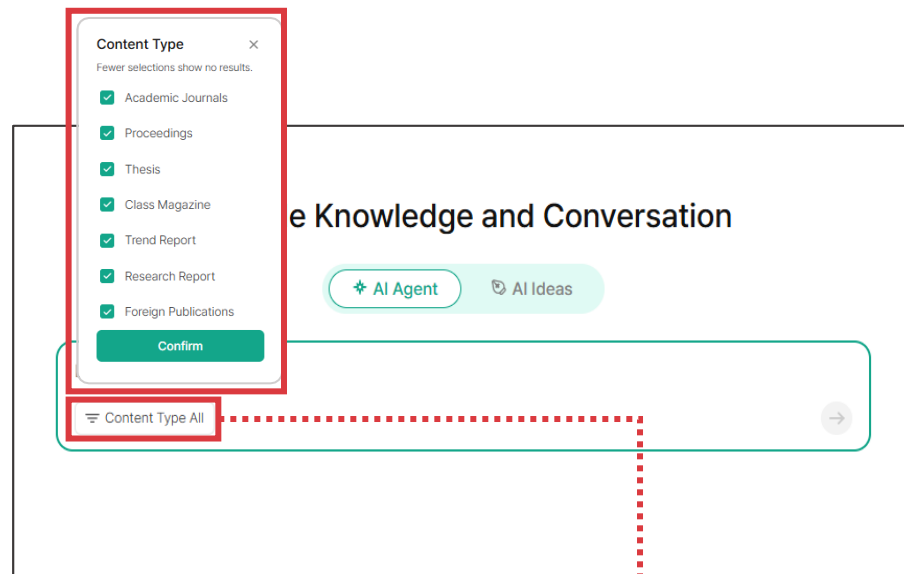 Content Type
Fewer selections show no results.
Academic Journals
Proceedings
Thesis
Class Magazine
Trend Report
Research Report
Foreign Publications
Confirm
e Knowledge and Conversation
AI Agent
AI Ideas
Content Type All